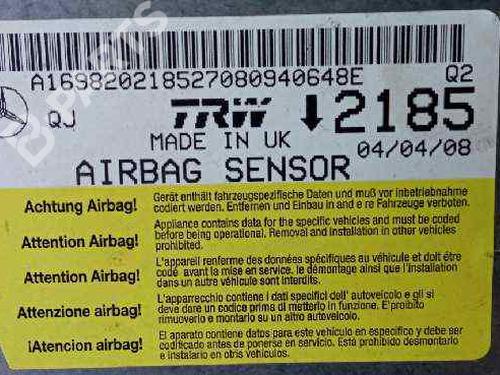 A169820218527080940648E Q2
QJ TRW 2185
MADE IN UK 04/04/08
AIRBAG SENSOR
Achtung Airbag! Gerät enthält fahrzeugspezifische Daten und muß vor inbetriebnahme
codiert werden. Entfernen und Einbau in and e re Fahrzeuge verboten.
Attention Airbag! Appliance contains data for the specific vehicles and must be coded
before being operational. Removal and installation in other vehicles
prohibited.
Attention Airbag! L'appareil renferme des données spécifiques au véhicule et doit être
codé avant la mise en service. le démontage ainsi que l'installation
dans un autre véhicule sont interdits.
Attenzione airbag! L'apparecchio contiene i dati specifici dell' autoveicolo e gli si
deve dare un codice prima di metterlo in funzione. E'proibito
rimuoverlo e montarlo su un altro autoveicolo.
¡Atencion airbag! El aparato contiene datos para este vehículo en especifico y debe ser
codificado antes de ponerse en servicio. Está prohibido desmontarlo
e instalarlo en otros vehículos.